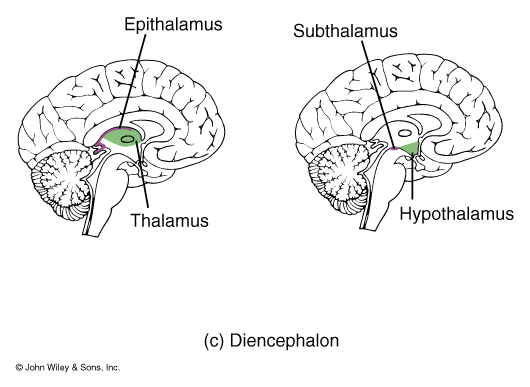 Epithalamus
Subthalamus
Thalamus
Hypothalamus
(c) Diencephalon
© John Wiley & Sons, Inc.